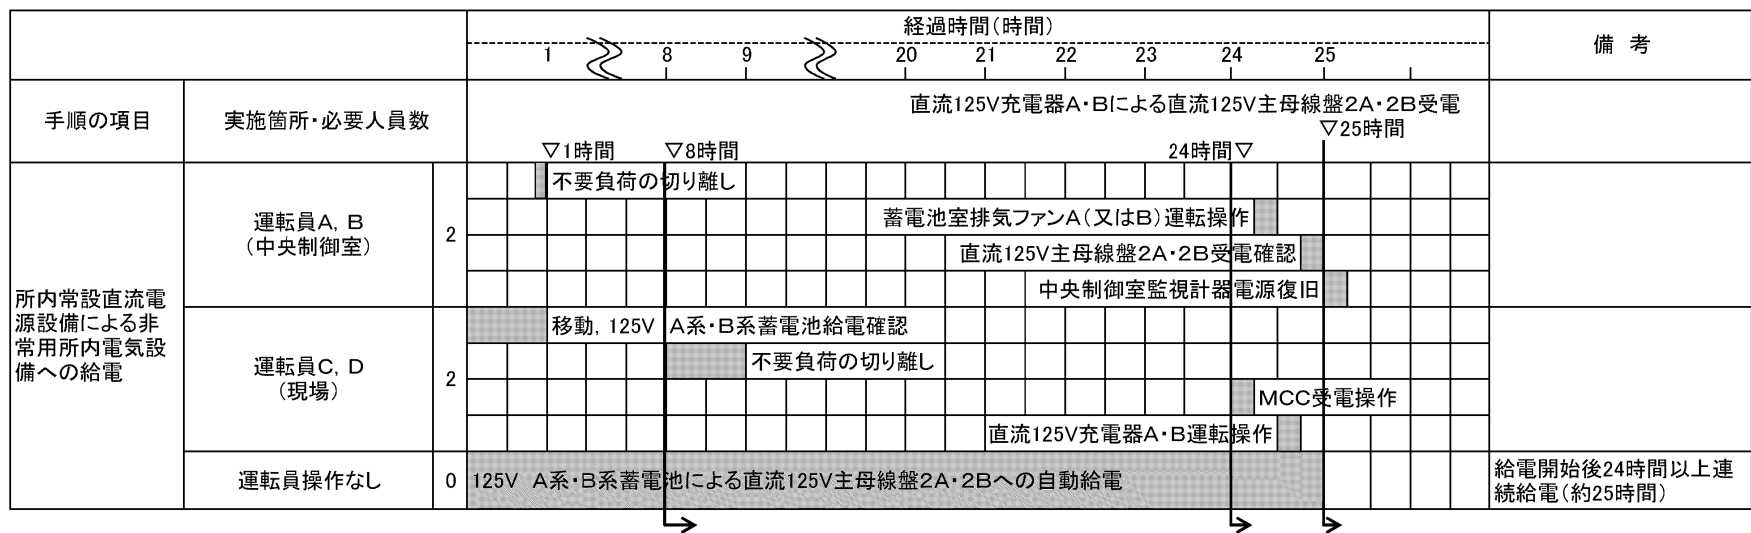 経過時間(時間)
備 考
1 8 9 20 21 22 23 24 25
手順の項目
実施箇所・必要人員数
直流125V充電器A・Bによる直流125V主母線盤2A・2B受電
▽25時間
▽1時間
▽8時間
24時間▽
所内常設直流電
源設備による非
常用所内電気設
備への給電
運転員A,B
(中央制御室)
2
不要負荷の切り離し
蓄電池室排気ファンA(又はB)運転操作
直流125V主母線盤2A・2B受電確認
中央制御室監視計器電源復旧
運転員C,D
(現場)
2
移動,125V A系・B系蓄電池給電確認
不要負荷の切り離し
MCC受電操作
直流125V充電器A・B運転操作
運転員操作なし
0
125V A系・B系蓄電池による直流125V主母線盤2A・2Bへの自動給電
給電開始後24時間以上連
続給電(約25時間)